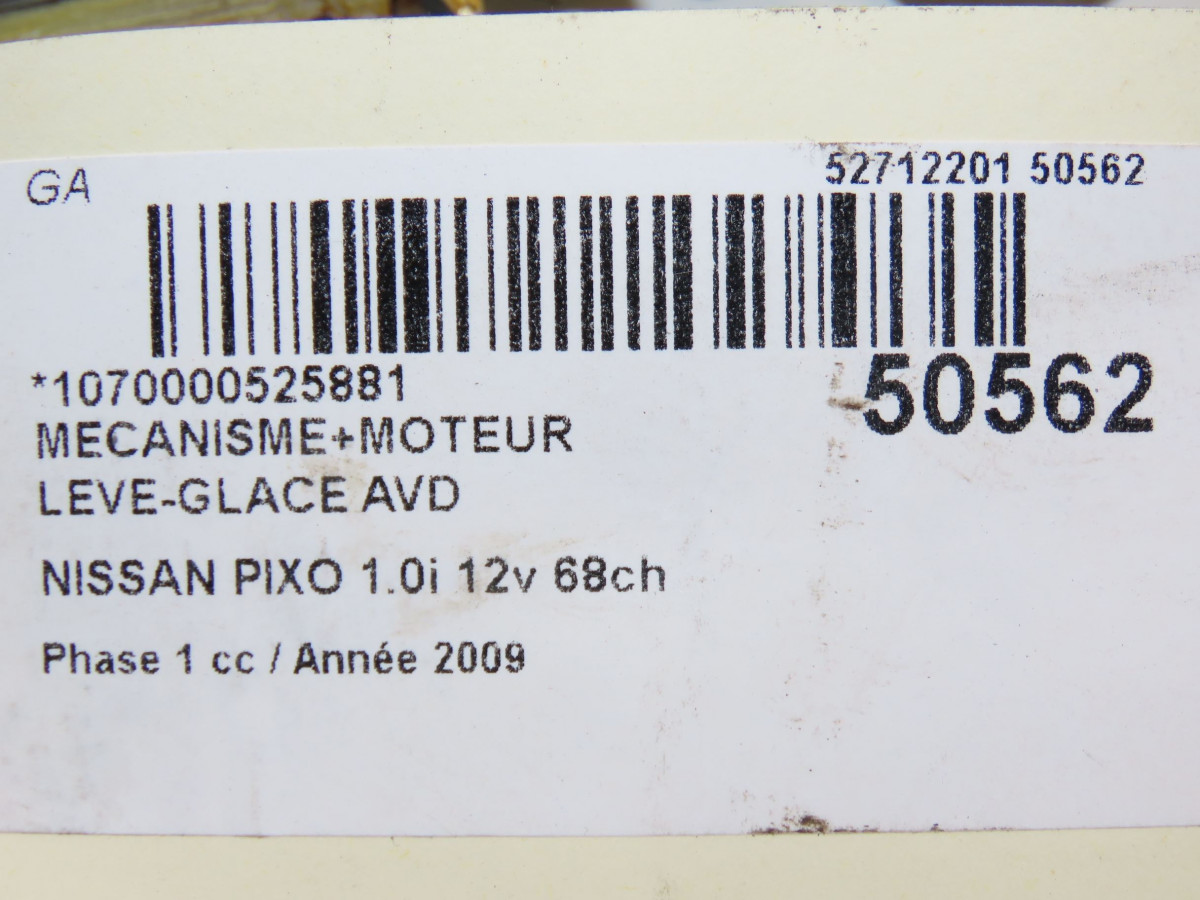 GA
52712201 50562
*1070000525881
50562
MECANISME+MOTEUR
LEVE-GLACE AVD
NISSAN PIXO 1.0i 12v 68ch
Phase 1 cc / Année 2009